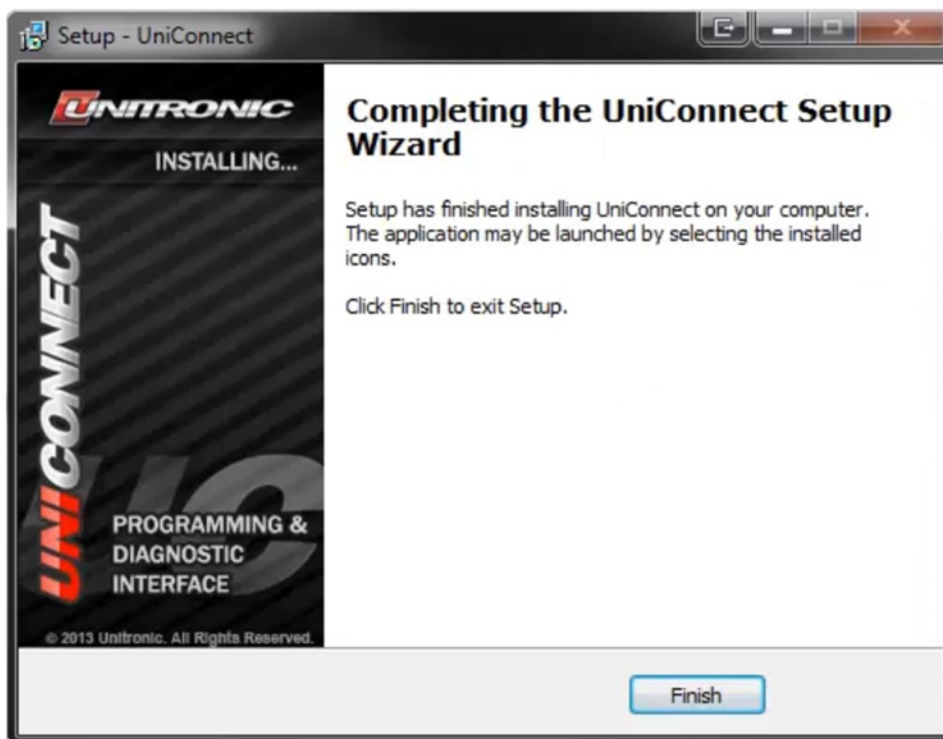 Setup - UniConnect
UNITRONIC
INSTALLING...
UNICONNECT
UC
PROGRAMMING &
DIAGNOSTIC
INTERFACE
© 2013 Unitronic. All Rights Reserved.
Completing the UniConnect Setup
Wizard
Setup has finished installing UniConnect on your computer.
The application may be launched by selecting the installed
icons.
Click Finish to exit Setup.
Finish